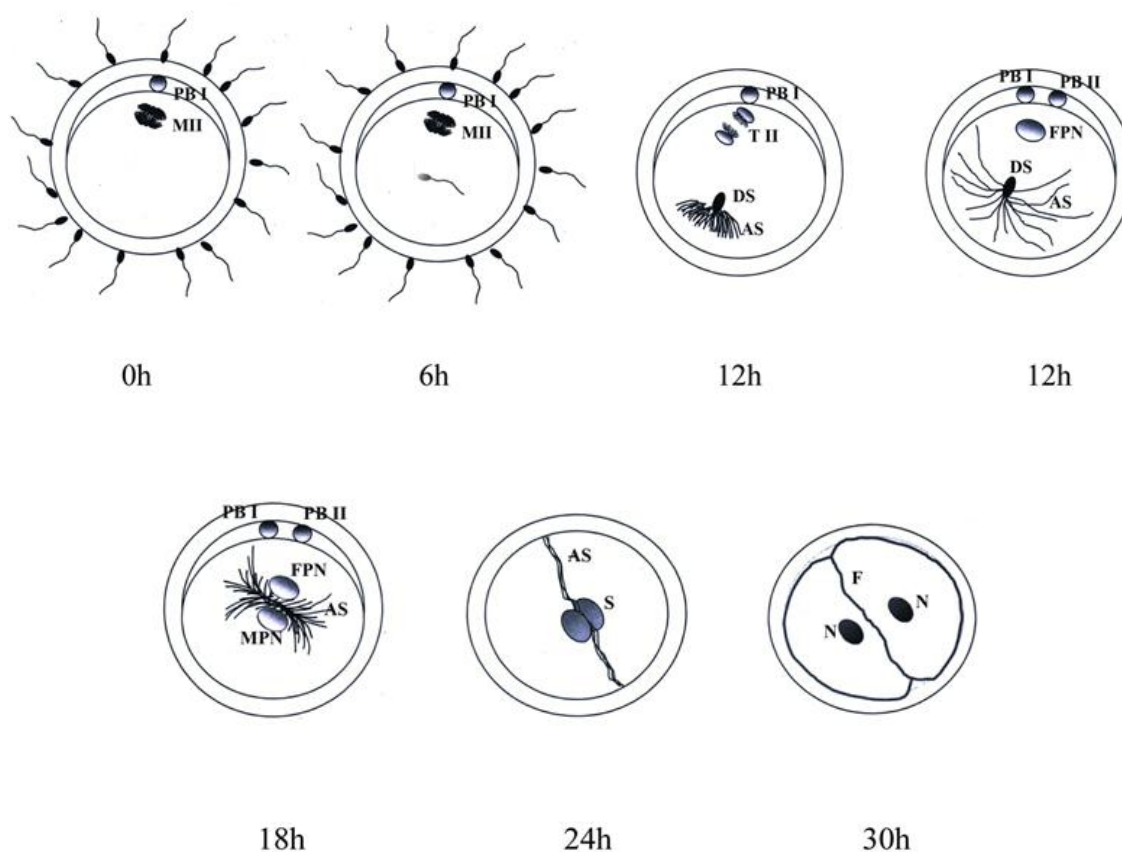 PB I
MII
PB I
MII
PB I
T II
DS
AS
PB I
PB II
FPN
DS
AS
0h
6h
12h
12h
PB I
PB II
FPN
AS
MPN
AS
S
F
N
N
18h
24h
30h